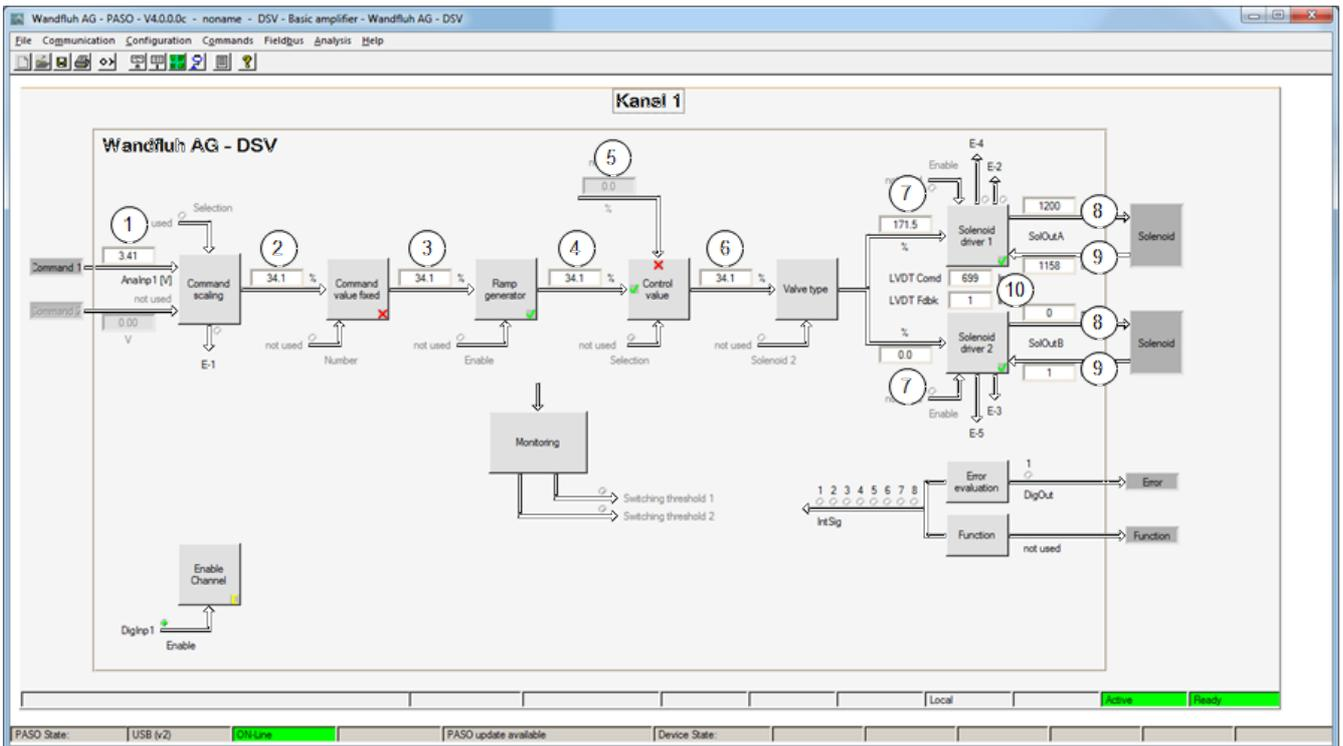 Wandfluh AG - PASO - V4.0.0.0c - noname - DSV - Basic amplifier - Wandfluh AG - DSV
File Communication Configuration Commands Fieldbus Analysis Help
Kanal 1
Wandfluh AG - DSV
5
0.0
%
E-4
E-2
Enable
7
171.5
%
Solenoid driver 1
1200
8
SolOutA
1158
9
Solenoid
1
used
Selection
3.41
Command 1
AnaInp1 [V]
not used
0.00
V
Command scaling
E-1
2
34.1 %
Command value fixed
not used
Number
3
34.1 %
Ramp generator
not used
Enable
4
34.1 %
Control value
not used
Selection
6
34.1 %
Valve type
not used
Solenoid 2
LVDT Comd 699
LVDT Fdbk 1
10
%
0.0
7
Enable
Solenoid driver 2
0
8
SolOutB
1
9
Solenoid
E-3
E-5
Monitoring
Switching threshold 1
Switching threshold 2
1 2 3 4 5 6 7 8
IntSig
Error evaluation
1
DigOut
Error
Function
not used
Function
Enable Channel
DigInp1
Enable
Local
Active
Ready
PASO State:
USB (v2)
ON-Line
PASO update available
Device State: